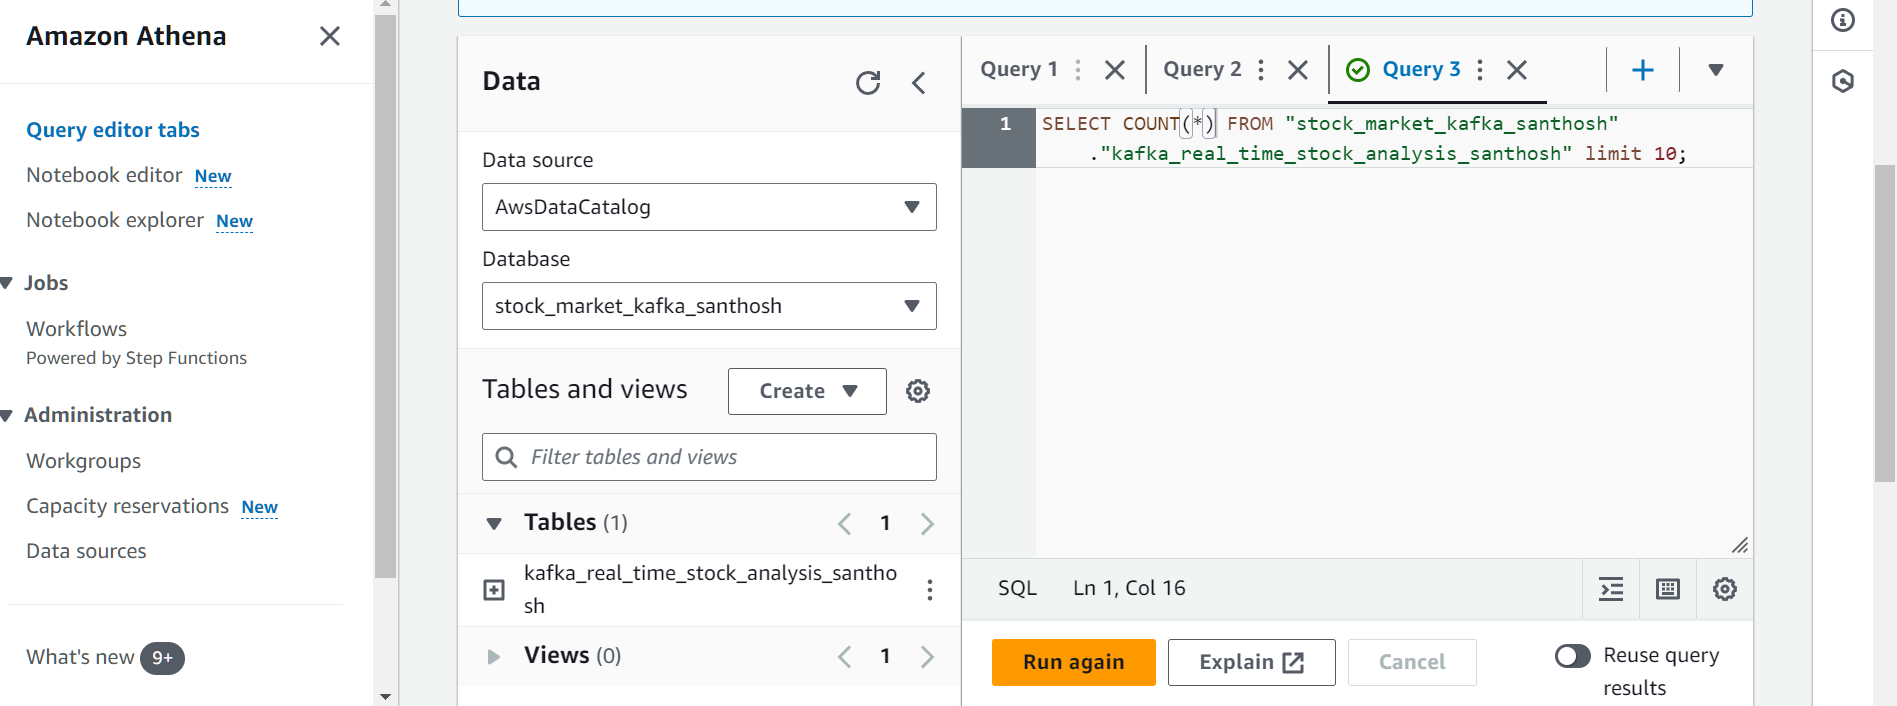 Amazon Athena
Query editor tabs
Notebook editor New
Notebook explorer New
Jobs
Workflows
Powered by Step Functions
Administration
Workgroups
Capacity reservations New
Data sources
What's new 9+
Data
Data source
AwsDataCatalog
Database
stock_market_kafka_santhosh
Tables and views
Create
Filter tables and views
Tables (1)
1
kafka_real_time_stock_analysis_santho
sh
Views (0)
1
Query 1
Query 2
Query 3
1
SELECT COUNT(*) FROM "stock_market_kafka_santhosh"
."kafka_real_time_stock_analysis_santhosh" limit 10;
SQL
Ln 1, Col 16
Run again
Explain
Cancel
Reuse query
results